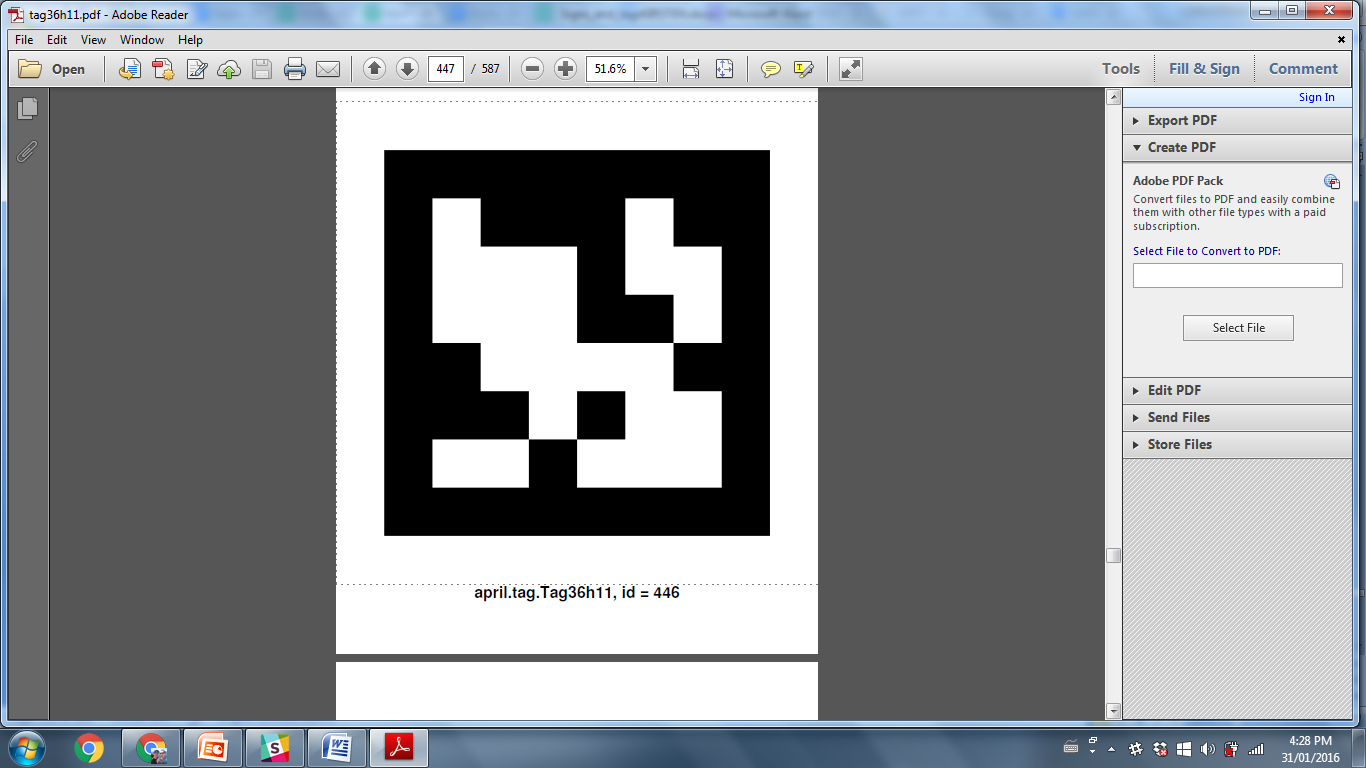 tag36h11.pdf - Adobe Reader
File Edit View Window Help
Open 447 / 587 51.6% Tools Fill & Sign Comment
Sign In
Export PDF
Create PDF
Adobe PDF Pack
Convert files to PDF and easily combine
them with other file types with a paid
subscription.
Select File to Convert to PDF:
Select File
Edit PDF
Send Files
Store Files
april.tag.Tag36h11, id = 446
4:28 PM
31/01/2016